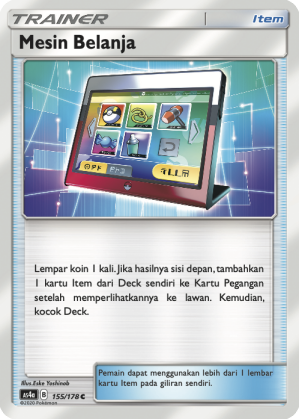 TRAINER
Item
Mesin Belanja
Lempar koin 1 kali. Jika hasilnya sisi depan, tambahkan
1 kartu Item dari Deck sendiri ke Kartu Pegangan
setelah memperlihatkannya ke lawan. Kemudian,
kocok Deck.
Illus. Eske Yoshinob
AS4a B 155/178 C
©2020 Pokémon
Pemain dapat menggunakan lebih dari 1 lembar
kartu Item pada giliran sendiri.